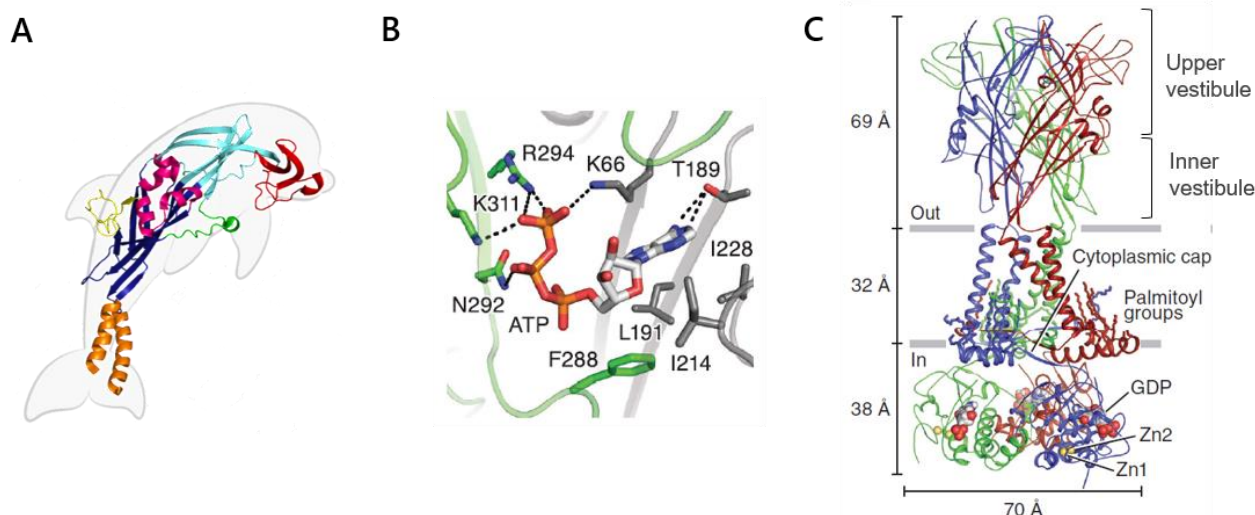 A
B
R294
K66
T189
K311
I228
N292
ATP
L191
I214
F288
C
Upper
vestibule
69 Å
Inner
vestibule
Out
Cytoplasmic cap
32 Å
Palmitoyl
groups
In
GDP
38 Å
Zn2
Zn1
70 Å